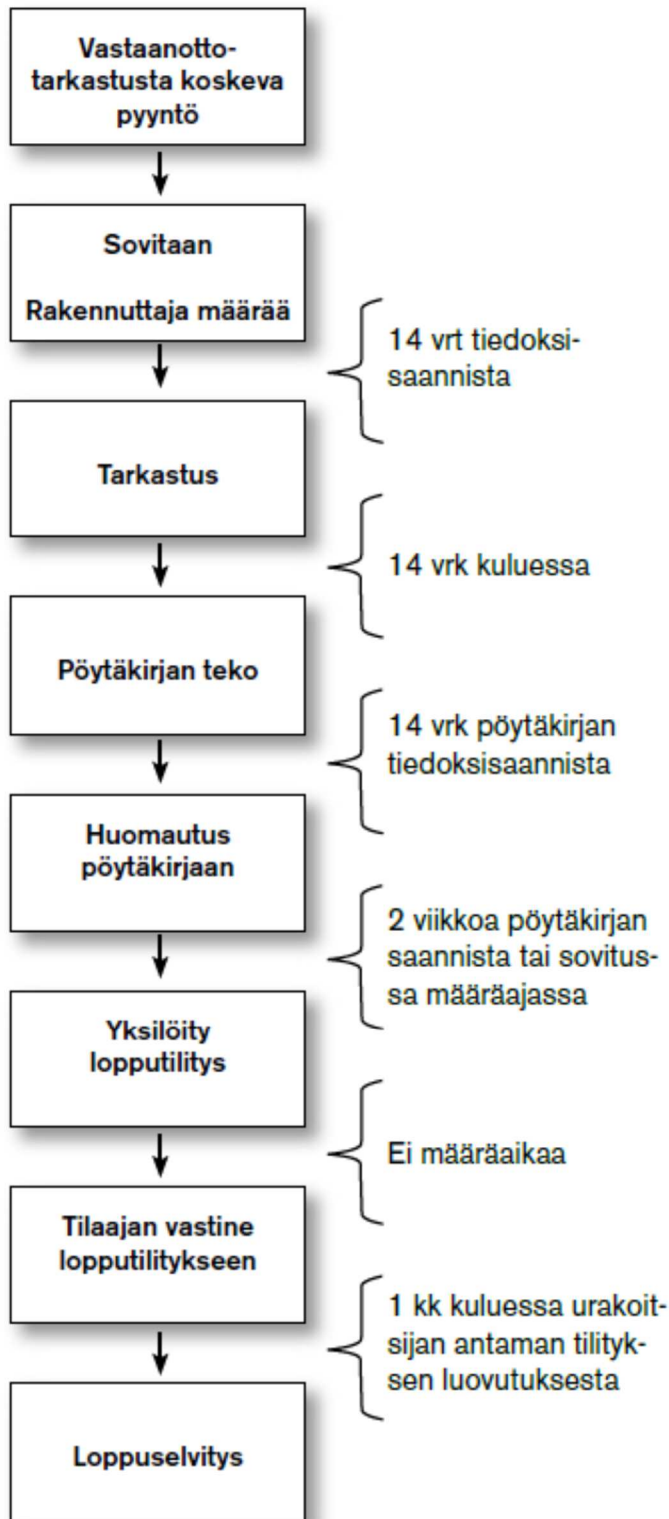 Vastaanotto-
tarkastusta koskeva
pyyntö
Sovitaan
Rakennuttaja määrää
14 vrt tiedoksi-
saannista
Tarkastus
14 vrk kuluessa
Pöytäkirjan teko
14 vrk pöytäkirjan
tiedoksisaannista
Huomautus
pöytäkirjaan
2 viikkoa pöytäkirjan
saannista tai sovitus-
sa määräajassa
Yksilöity
lopputilitys
Ei määräaikaa
Tilaajan vastine
lopputilitykseen
1 kk kuluessa urakoit-
sijan antaman tilityk-
sen luovutuksesta
Loppuselvitys